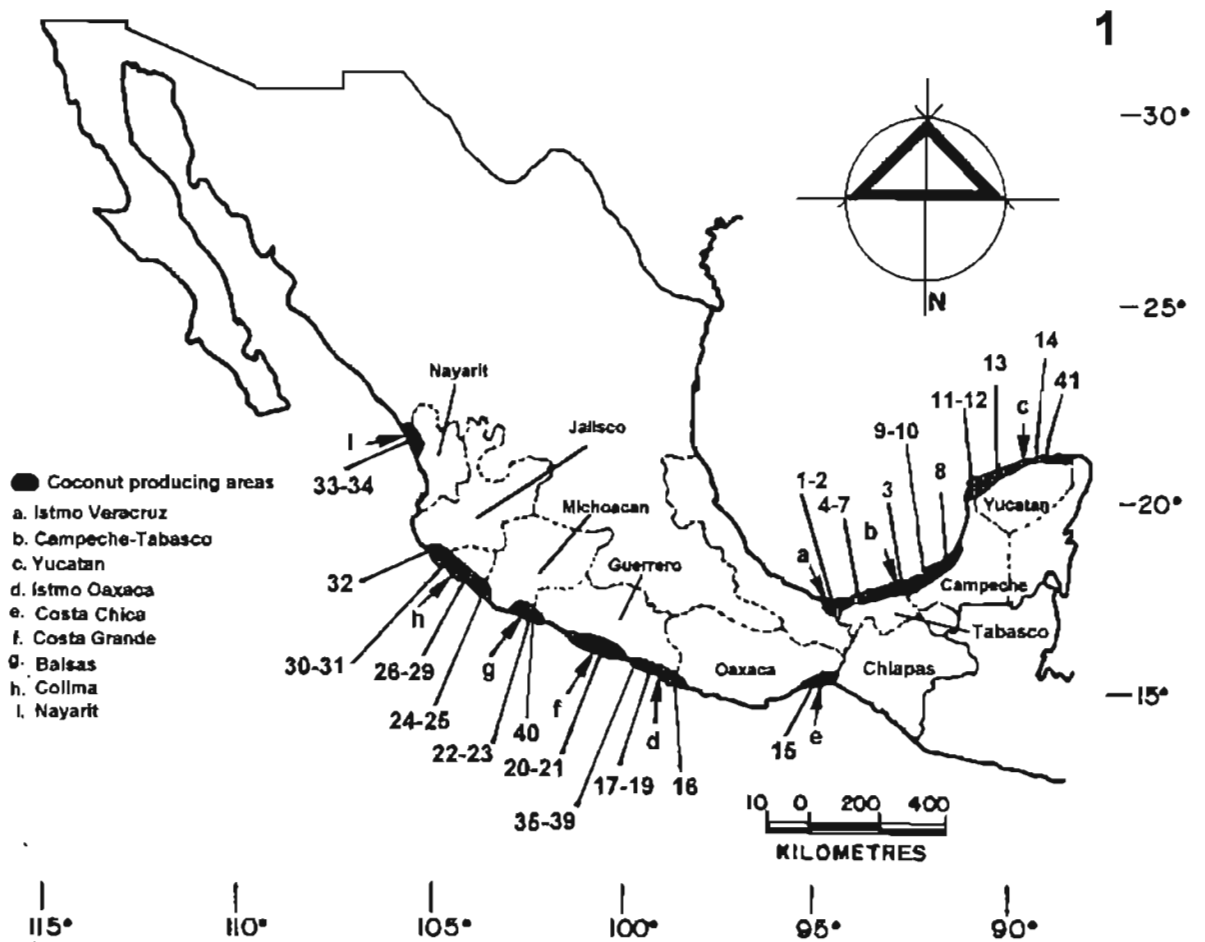 1
30°
N
25°
14
13
41
Nayarit
11-12
c
Jalisco
9-10
I
33-34
8
Coconut producing areas
1-2
3
4-7
Yucatan
20°
a. Istmo Veracruz
Michoacan
b. Campeche-Tabasco
b
a
c. Yucatan
Guerrero
d. Istmo Oaxaca
32
Campeche
e. Costa Chica
h
Tabasco
f. Costa Grande
30-31
26-29
g
Oaxaca
Chiapas
g. Balsas
h. Colima
15°
I. Nayarit
24-25
f
40
d
e
22-23
15
20-21
17-19
16
35-39
10 0 200 400
KILOMETRES
115° 110° 105° 100° 95° 90°